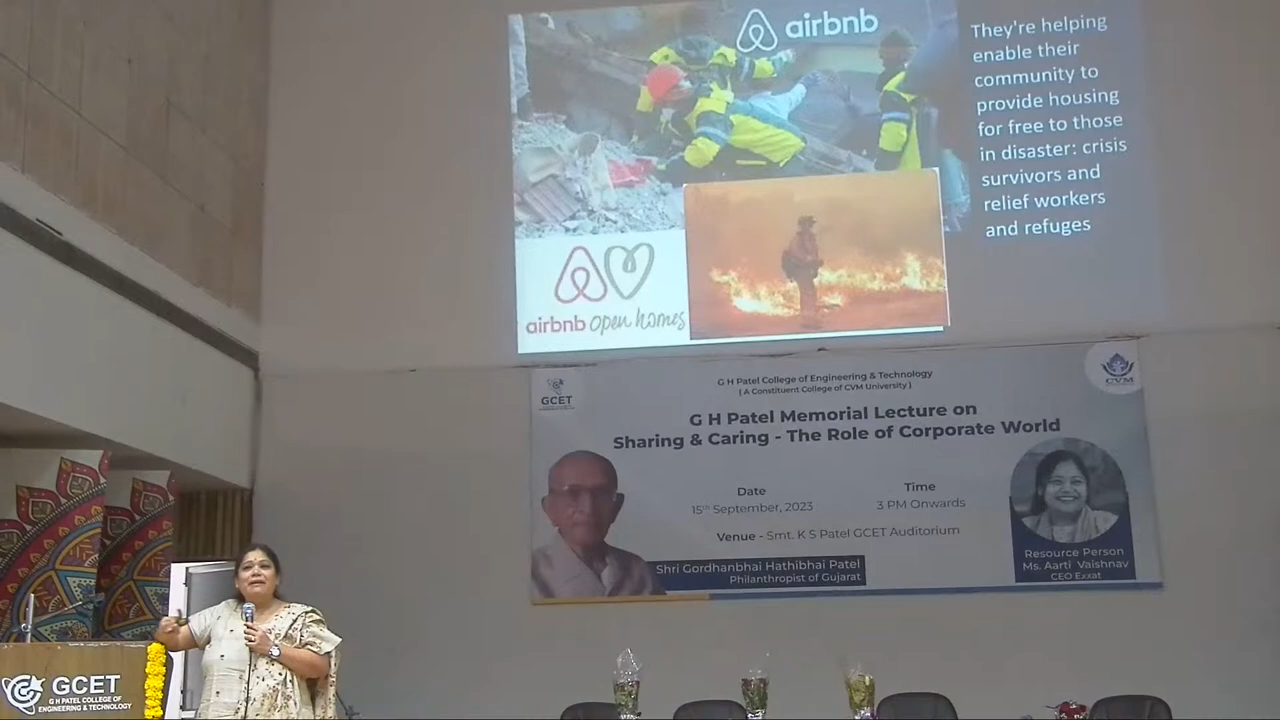 airbnb
They're helping
enable their
community to
provide housing
for free to those
in disaster: crisis
survivors and
relief workers
and refuges
airbnb open homes
GCET
CVM
G H Patel College of Engineering & Technology
( A Constituent College of CVM University )
G H Patel Memorial Lecture on
Sharing & Caring - The Role of Corporate World
Date
15th September, 2023
Time
3 PM Onwards
Venue - Smt. K S Patel GCET Auditorium
Shri Gordhanbhai Hathibhai Patel
Philanthropist of Gujarat
Resource Person
Ms. Aarti Vaishnav
CEO Exxat
GCET
G H PATEL COLLEGE OF
ENGINEERING & TECHNOLOGY